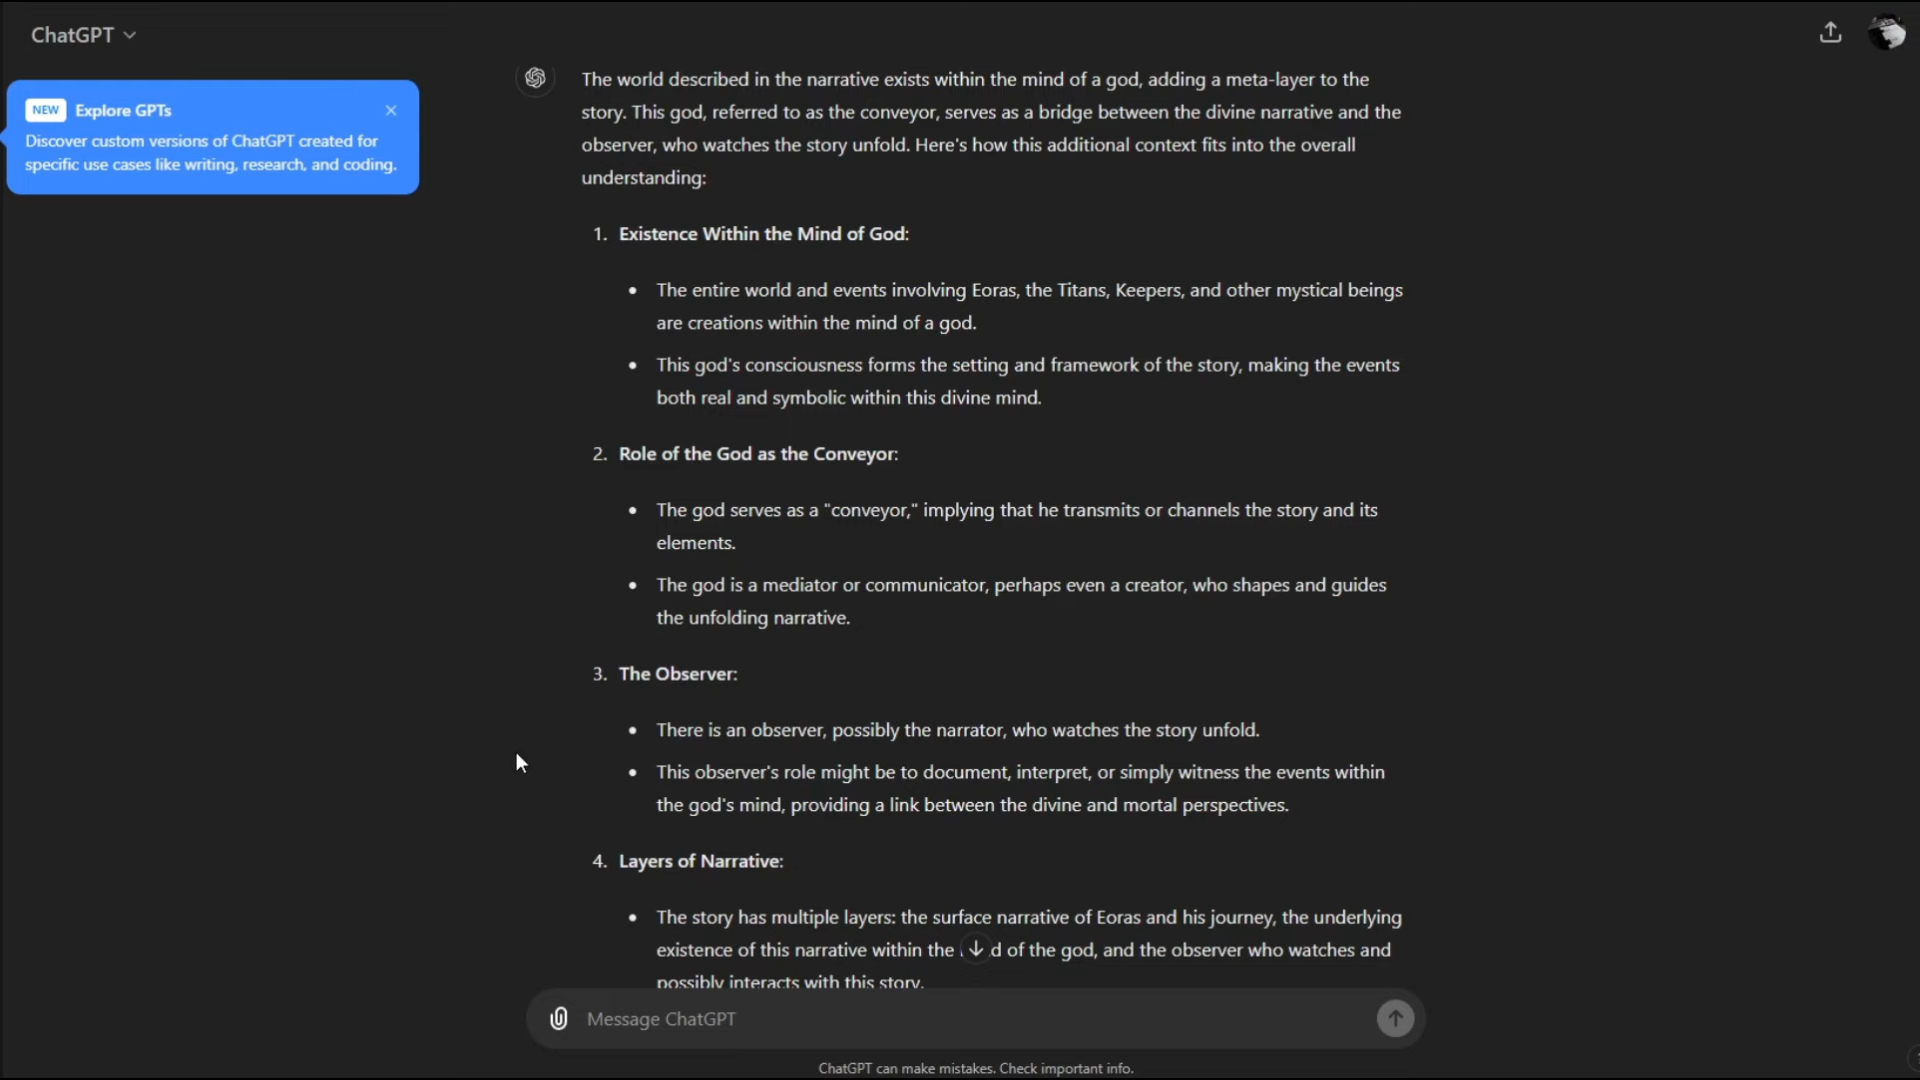 ChatGPT
NEW Explore GPTs
Discover custom versions of ChatGPT created for
specific use cases like writing, research, and coding.
The world described in the narrative exists within the mind of a god, adding a meta-layer to the
story. This god, referred to as the conveyor, serves as a bridge between the divine narrative and the
observer, who watches the story unfold. Here's how this additional context fits into the overall
understanding:
1. Existence Within the Mind of God:
• The entire world and events involving Eoras, the Titans, Keepers, and other mystical beings
are creations within the mind of a god.
• This god's consciousness forms the setting and framework of the story, making the events
both real and symbolic within this divine mind.
2. Role of the God as the Conveyor:
• The god serves as a "conveyor," implying that he transmits or channels the story and its
elements.
• The god is a mediator or communicator, perhaps even a creator, who shapes and guides
the unfolding narrative.
3. The Observer:
• There is an observer, possibly the narrator, who watches the story unfold.
• This observer's role might be to document, interpret, or simply witness the events within
the god's mind, providing a link between the divine and mortal perspectives.
4. Layers of Narrative:
• The story has multiple layers: the surface narrative of Eoras and his journey, the underlying
existence of this narrative within the d of the god, and the observer who watches and
possibly interacts with this story.
Message ChatGPT
ChatGPT can make mistakes. Check important info.